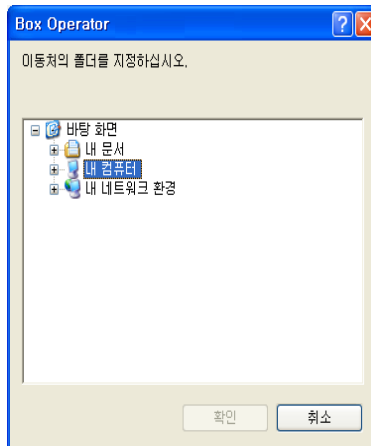 Box Operator
이동처의 폴더를 지정하십시오.
바탕 화면
내 문서
내 컴퓨터
내 네트워크 환경
확인
취소